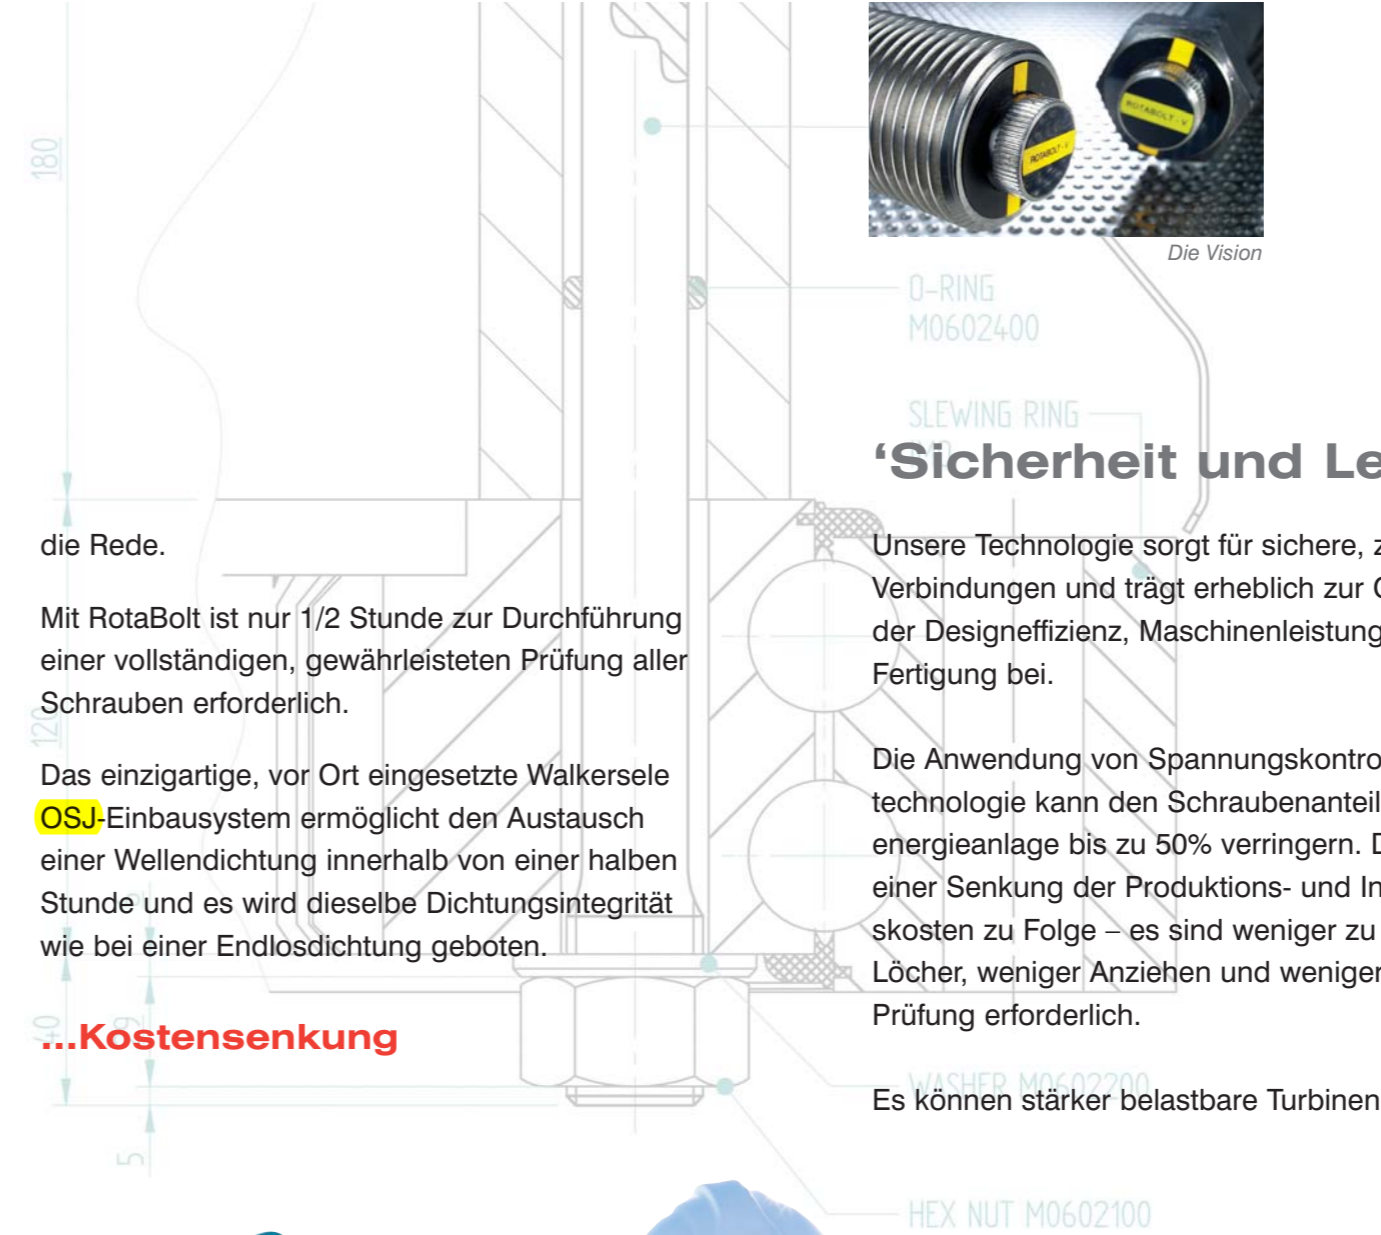 180
ROTABOLT - V
ROTABOLT - V
Die Vision
O-RING
M0602400
SLEWING RING
'Sicherheit und Le
die Rede.
Mit RotaBolt ist nur 1/2 Stunde zur Durchführung
einer vollständigen, gewährleisteten Prüfung aller
Schrauben erforderlich.
120
Das einzigartige, vor Ort eingesetzte Walkersele
OSJ-Einbausystem ermöglicht den Austausch
einer Wellendichtung innerhalb von einer halben
Stunde und es wird dieselbe Dichtungsintegrität
wie bei einer Endlosdichtung geboten.
40
9
...Kostensenkung
5
Unsere Technologie sorgt für sichere, z
Verbindungen und trägt erheblich zur
der Designeffizienz, Maschinenleistung
Fertigung bei.
Die Anwendung von Spannungskontro
technologie kann den Schraubenanteil
energieanlage bis zu 50% verringern. D
einer Senkung der Produktions- und In
skosten zu Folge – es sind weniger zu
Löcher, weniger Anziehen und weniger
Prüfung erforderlich.
WASHER M0602200
Es können stärker belastbare Turbinen
HEX NUT M0602100